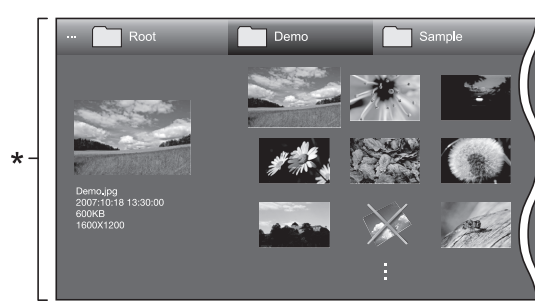 ... Root Demo Sample
*
Demo.jpg
2007:10:18 13:30:00
600KB
1600X1200